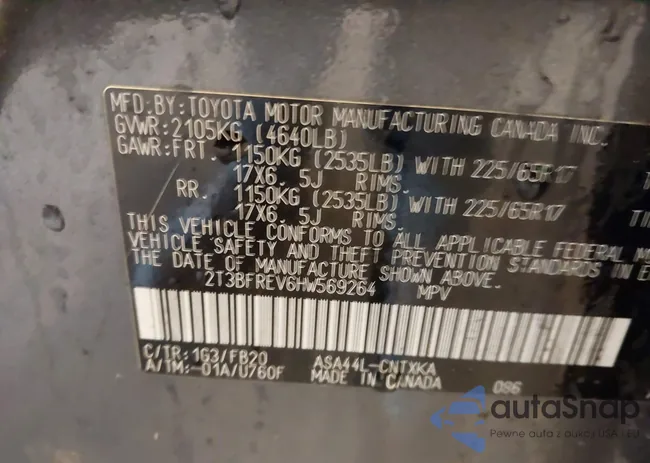 MFD.BY:TOYOTA MOTOR MANUFACTURING CANADA INC.
GVWR:2105KG (4640LB)
GAWR:FRT. 1150KG (2535LB) WITH 225/65R17
17X6. 5J RIMS.
RR. 1150KG (2535LB) WITH 225/65R17
17X6. 5J RIMS.
THIS VEHICLE CONFORMS TO ALL APPLICABLE FEDERAL
VEHICLE SAFETY AND THEFT PREVENTION STANDARDS IN
THE DATE OF MANUFACTURE SHOWN ABOVE.
2T3BFREV6HW569264 MPV
C/TR:1G3/FB20 ASA44L-CNTXKA
A/TM:-01A/U760F MADE IN CANADA 086
autaSnap
Pewne auta z aukcji USA i EU